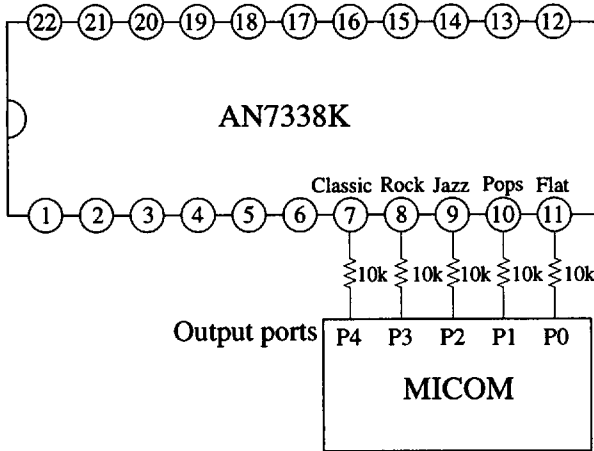 22 21 20 19 18 17 16 15 14 13 12
AN7338K
Classic Rock Jazz Pops Flat
1 2 3 4 5 6 7 8 9 10 11
10k 10k 10k 10k 10k
Output ports P4 P3 P2 P1 P0
MICOM